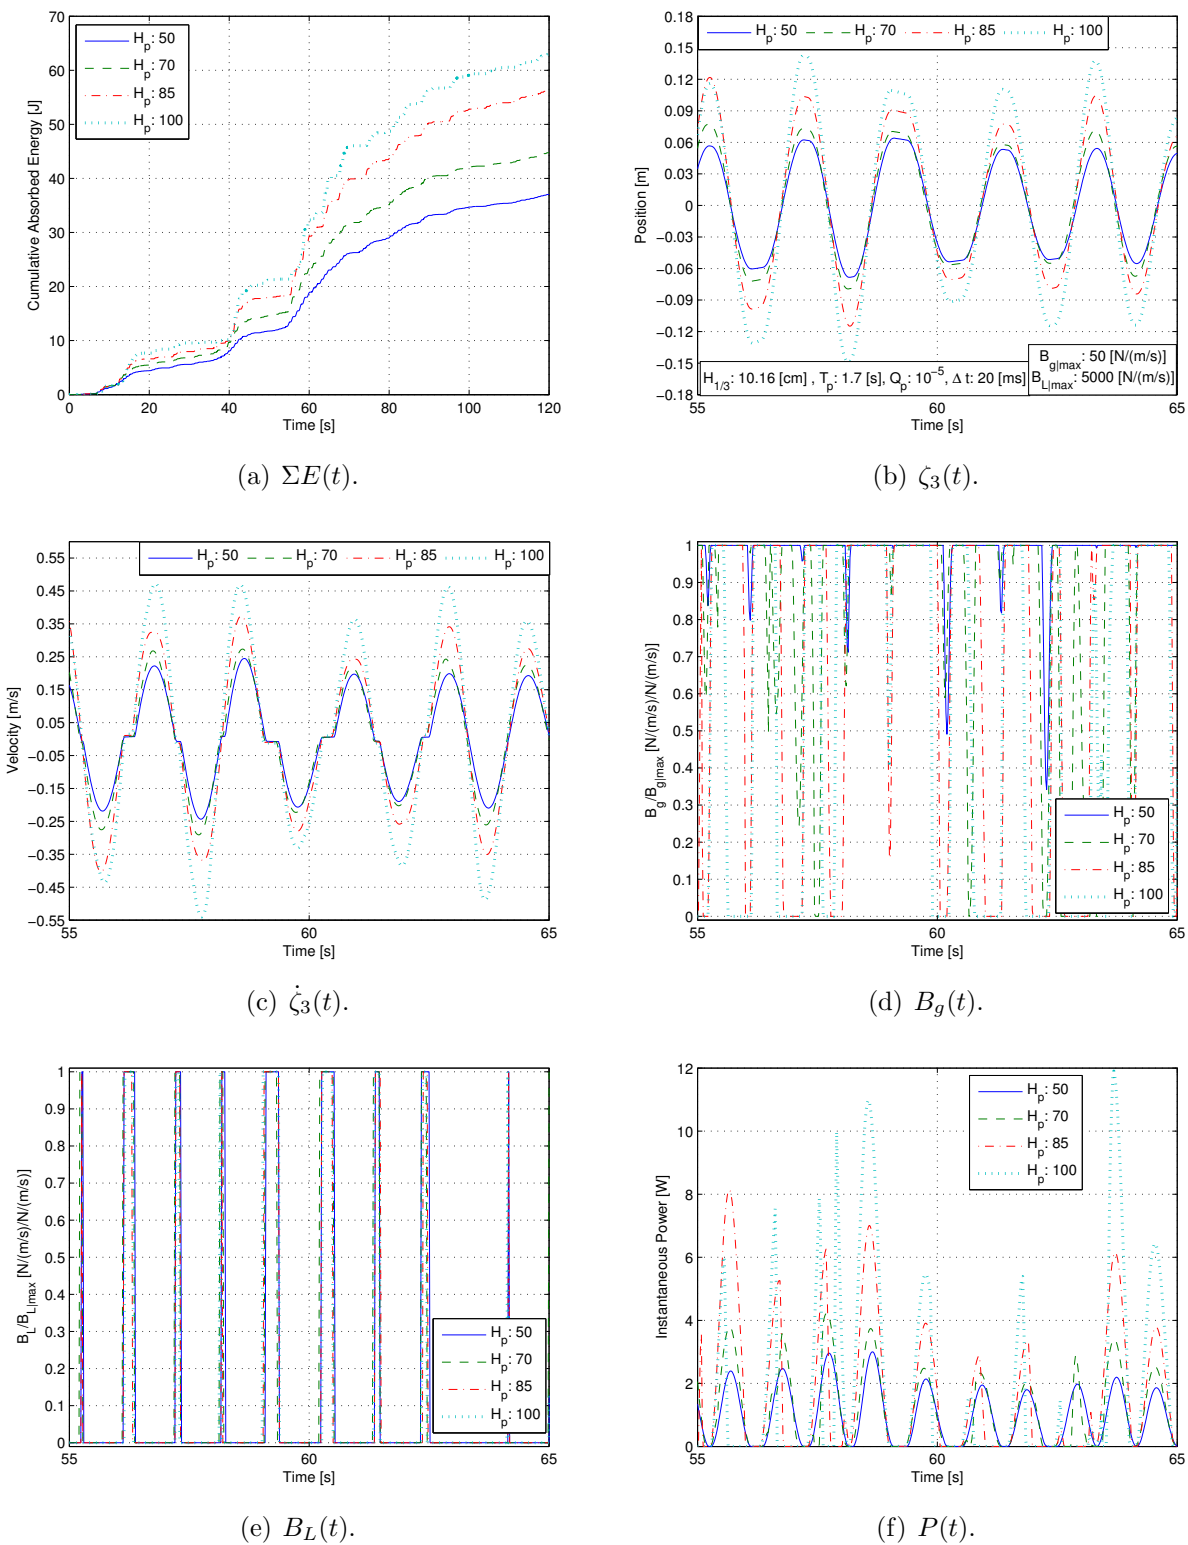 70
60
50
40
30
20
10
0
0 20 40 60 80 100 120
Cumulative Absorbed Energy [J]
Time [s]
H_p: 50
H_p: 70
H_p: 85
H_p: 100
(a) ΣE(t).
0.18
0.15
0.12
0.09
0.06
0.03
0
−0.03
−0.06
−0.09
−0.12
−0.15
−0.18
55 60 65
Position [m]
Time [s]
H_p: 50 H_p: 70 H_p: 85 H_p: 100
H_{1/3}: 10.16 [cm] , T_p: 1.7 [s], Q_p: 10^{−5}, Δ t: 20 [ms]
B_{g|max}: 50 [N/(m/s)]
B_{L|max}: 5000 [N/(m/s)]
(b) ζ_3(t).
0.55
0.45
0.35
0.25
0.15
0.05
−0.05
−0.15
−0.25
−0.35
−0.45
−0.55
55 60 65
Velocity [m/s]
Time [s]
H_p: 50 H_p: 70 H_p: 85 H_p: 100
(c) ζ̇_3(t).
1
0.9
0.8
0.7
0.6
0.5
0.4
0.3
0.2
0.1
0
55 60 65
B_g/B_{g|max} [N/(m/s)/N/(m/s)]
Time [s]
H_p: 50
H_p: 70
H_p: 85
H_p: 100
(d) B_g(t).
1
0.9
0.8
0.7
0.6
0.5
0.4
0.3
0.2
0.1
0
55 60 65
B_L/B_{L|max} [N/(m/s)/N/(m/s)]
Time [s]
H_p: 50
H_p: 70
H_p: 85
H_p: 100
(e) B_L(t).
12
10
8
6
4
2
0
55 60 65
Instantaneous Power [W]
Time [s]
H_p: 50
H_p: 70
H_p: 85
H_p: 100
(f) P(t).